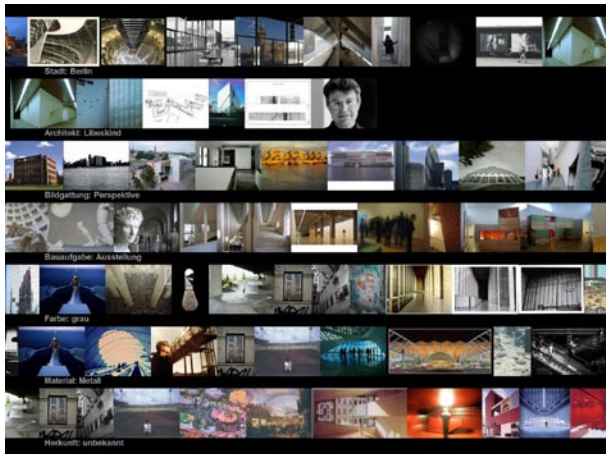 Stadt: Berlin
Architekt: Libeskind
Bildgattung: Perspektive
Bauaufgabe: Ausstellung
Farbe: grau
Material: Metall
Herkunft: unbekannt